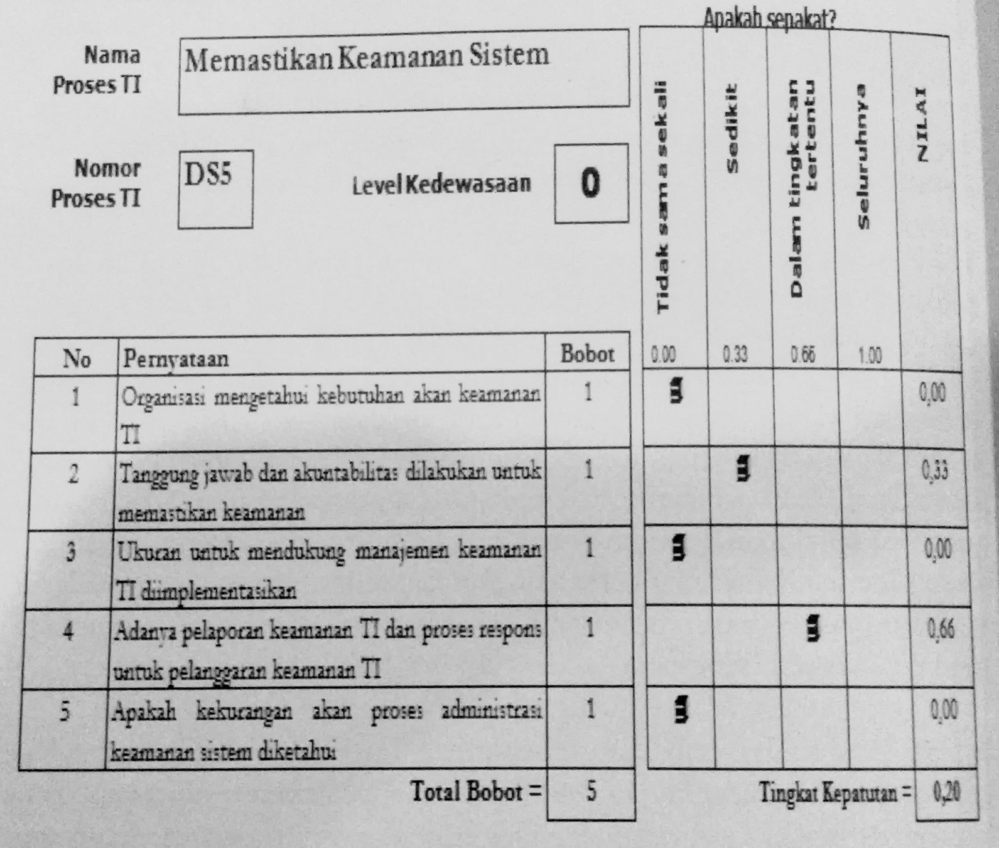 Apakah sepakat?
Nama
Proses TI
Memastikan Keamanan Sistem
Nomor
Proses TI
DS5
Level Kedewasaan
0
Tidak sama sekali
Sedikit
Dalam tingkatan
tertentu
Seluruhnya
NILAI
No Pernyataan Bobot 0.00 0.33 0.66 1.00
1 Organisasi mengetahui kebutuhan akan keamanan 1 0,00
TI
2 Tanggung jawab dan akuntabilitas dilakukan untuk 1 0,33
memastikan keamanan
3 Ukuran untuk mendukung manajemen keamanan 1 0,00
TI diimplementasikan
4 Adanya pelaporan keamanan TI dan proses respons 1 0,66
untuk pelanggaran keamanan TI
5 Apakah kekurangan akan proses administrasi 1 0,00
keamanan sistem diketahui
Total Bobot = 5 Tingkat Kepatutan = 0,20